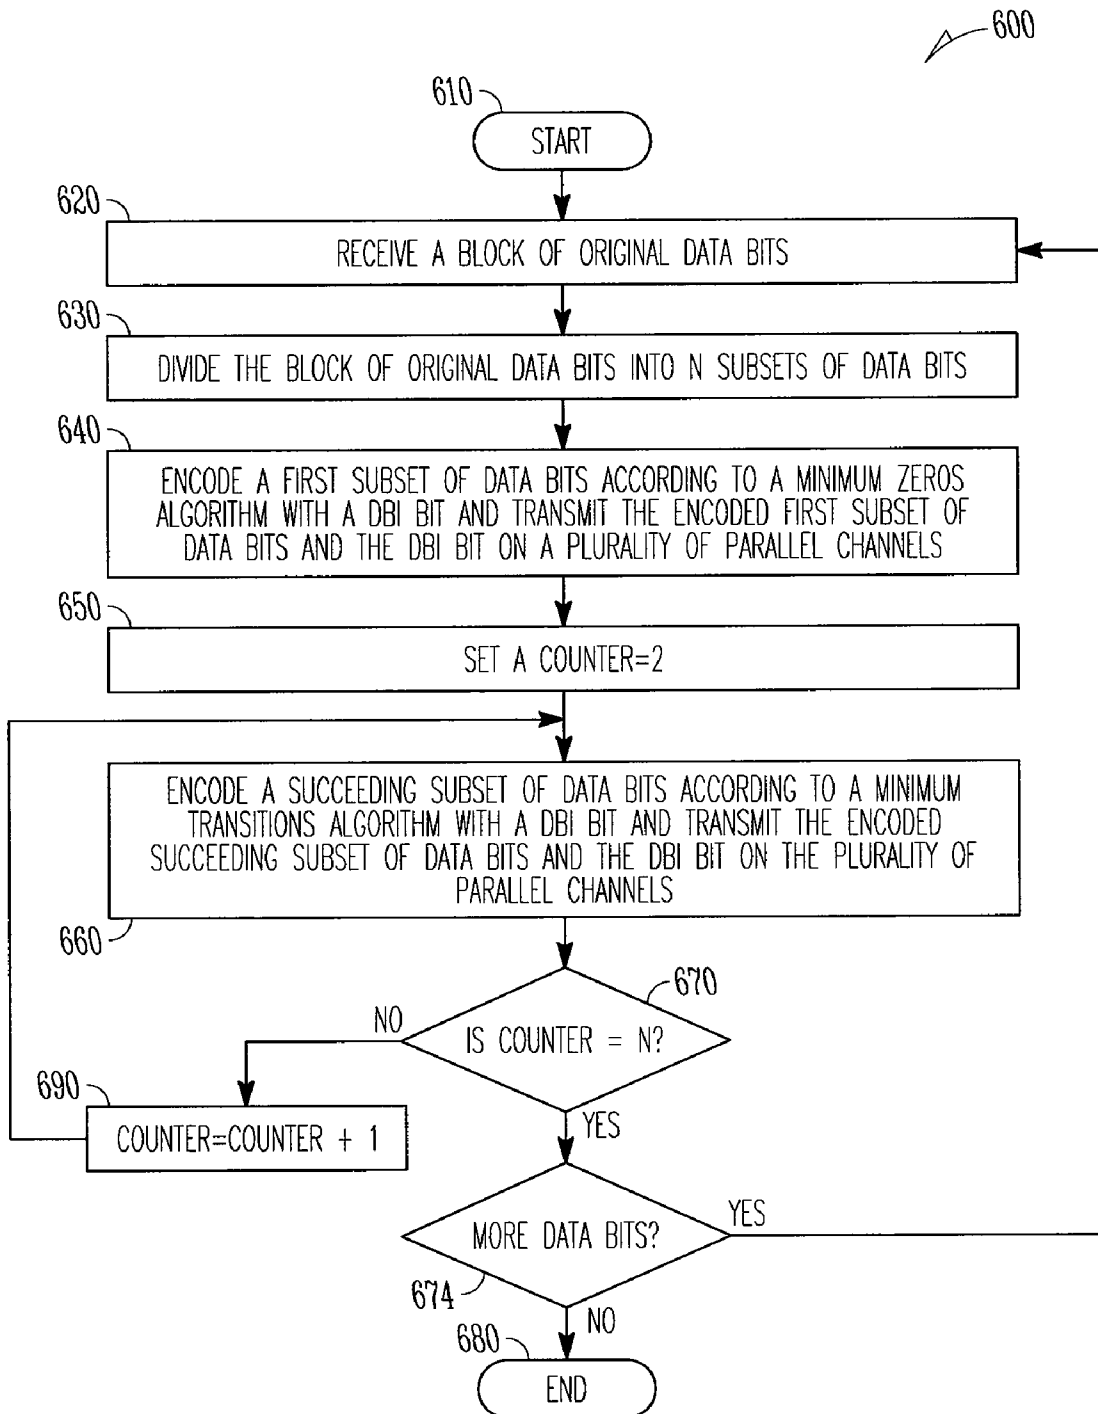 600
610
START
620
RECEIVE A BLOCK OF ORIGINAL DATA BITS
630
DIVIDE THE BLOCK OF ORIGINAL DATA BITS INTO N SUBSETS OF DATA BITS
640
ENCODE A FIRST SUBSET OF DATA BITS ACCORDING TO A MINIMUM ZEROS
ALGORITHM WITH A DBI BIT AND TRANSMIT THE ENCODED FIRST SUBSET OF
DATA BITS AND THE DBI BIT ON A PLURALITY OF PARALLEL CHANNELS
650
SET A COUNTER=2
ENCODE A SUCCEEDING SUBSET OF DATA BITS ACCORDING TO A MINIMUM
TRANSITIONS ALGORITHM WITH A DBI BIT AND TRANSMIT THE ENCODED
SUCCEEDING SUBSET OF DATA BITS AND THE DBI BIT ON THE PLURALITY OF
PARALLEL CHANNELS
660
670
NO
IS COUNTER = N?
690
COUNTER=COUNTER + 1
YES
YES
MORE DATA BITS?
674
NO
680
END